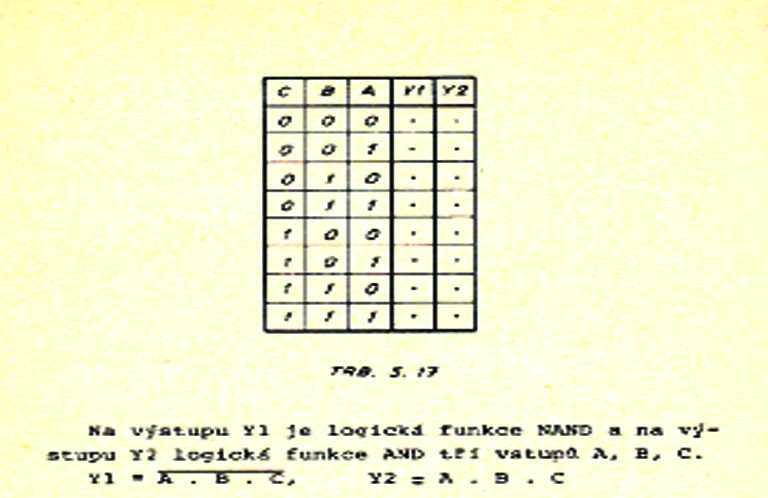 C B A Y1 Y2
0 0 0 . .
0 0 1 . .
0 1 0 . .
0 1 1 . .
1 0 0 . .
1 0 1 . .
1 1 0 . .
1 1 1 . .
TAB. 5.17
Na výstupu Y1 je logická funkce NAND a na vý-
stupu Y2 logické funkce AND tří vstupů A, B, C.
Y1 = A . B . C, Y2 = A . B . C